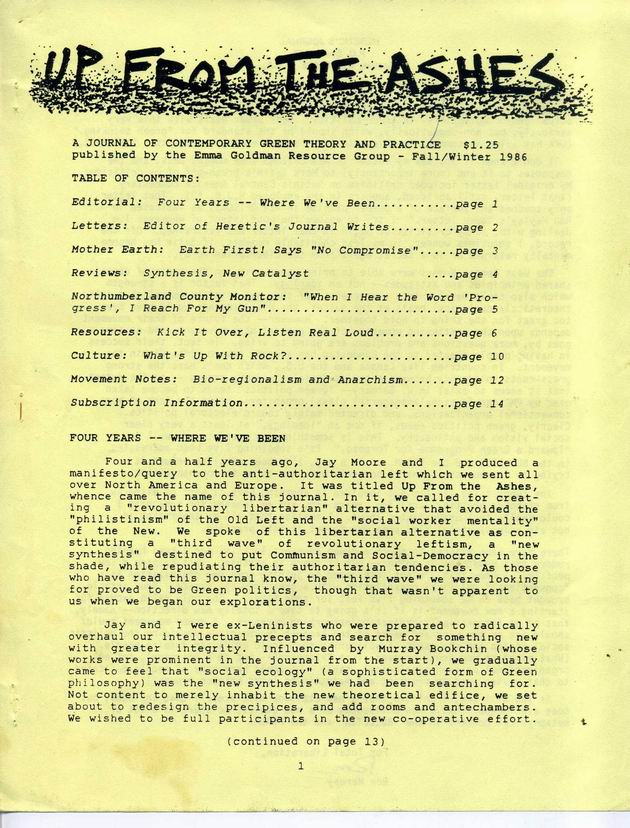 UP FROM THE ASHES
A JOURNAL OF CONTEMPORARY GREEN THEORY AND PRACTICE $1.25
published by the Emma Goldman Resource Group - Fall/Winter 1986
TABLE OF CONTENTS:
Editorial: Four Years -- Where We've Been...........page 1
Letters: Editor of Heretic's Journal Writes.........page 2
Mother Earth: Earth First! Says "No Compromise".....page 3
Reviews: Synthesis, New Catalyst ....page 4
Northumberland County Monitor: "When I Hear the Word 'Pro-
gress', I Reach For My Gun"..........................page 5
Resources: Kick It Over, Listen Real Loud...........page 6
Culture: What's Up With Rock?.......................page 10
Movement Notes: Bio-regionalism and Anarchism.......page 12
Subscription Information.............................page 14
FOUR YEARS -- WHERE WE'VE BEEN
Four and a half years ago, Jay Moore and I produced a
manifesto/query to the anti-authoritarian left which we sent all
over North America and Europe. It was titled Up From the Ashes,
whence came the name of this journal. In it, we called for creat-
ing a "revolutionary libertarian" alternative that avoided the
"philistinism" of the Old Left and the "social worker mentality"
of the New. We spoke of this libertarian alternative as con-
stituting a "third wave" of revolutionary leftism, a "new
synthesis" destined to put Communism and Social-Democracy in the
shade, while repudiating their authoritarian tendencies. As those
who have read this journal know, the "third wave" we were looking
for proved to be Green politics, though that wasn't apparent to
us when we began our explorations.
Jay and I were ex-Leninists who were prepared to radically
overhaul our intellectual precepts and search for something new
with greater integrity. Influenced by Murray Bookchin (whose
works were prominent in the journal from the start), we gradually
came to feel that "social ecology" (a sophisticated form of Green
philosophy) was the "new synthesis" we had been searching for.
Not content to merely inhabit the new theoretical edifice, we set
about to redesign the precipices, and add rooms and antechambers.
We wished to be full participants in the new co-operative effort.
(continued on page 13)
1